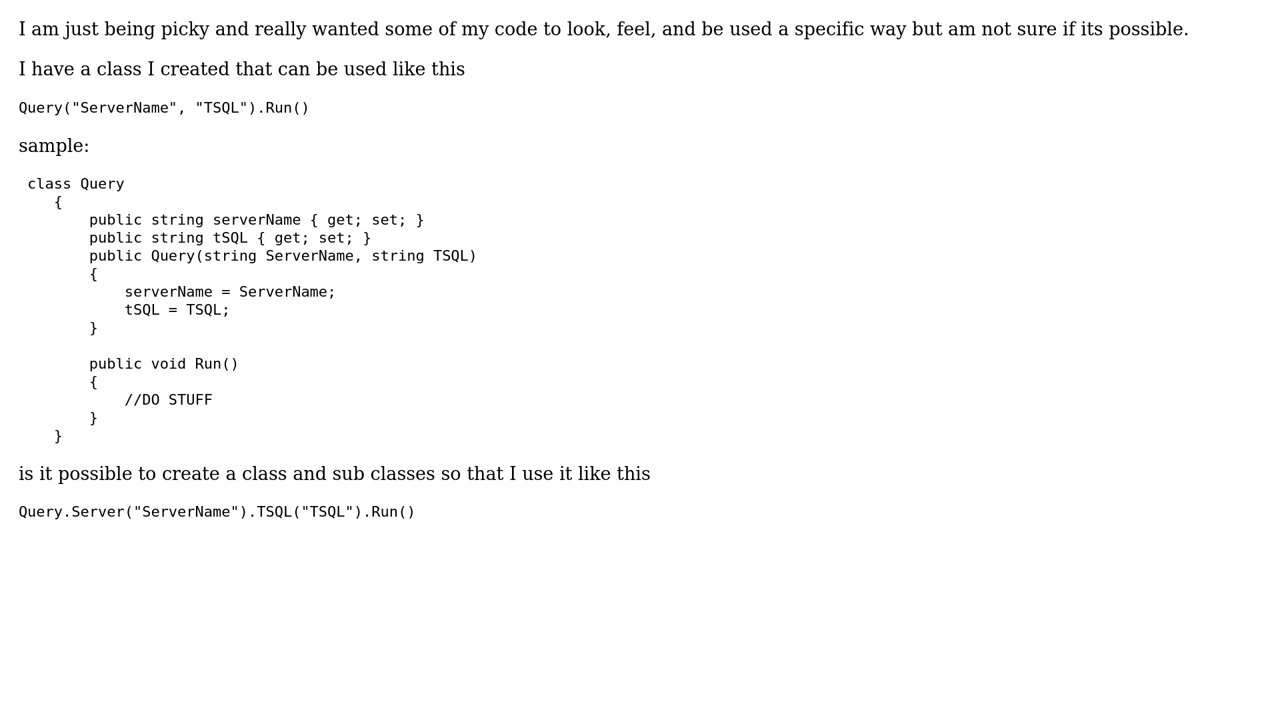 I am just being picky and really wanted some of my code to look, feel, and be used a specific way but am not sure if its possible.
I have a class I created that can be used like this
Query("ServerName", "TSQL").Run()
sample:
 class Query
    {
        public string serverName { get; set; }
        public string tSQL { get; set; }
        public Query(string ServerName, string TSQL)
        {
            serverName = ServerName;
            tSQL = TSQL;
        }

        public void Run()
        {
            //DO STUFF
        }
    }
is it possible to create a class and sub classes so that I use it like this
Query.Server("ServerName").TSQL("TSQL").Run()